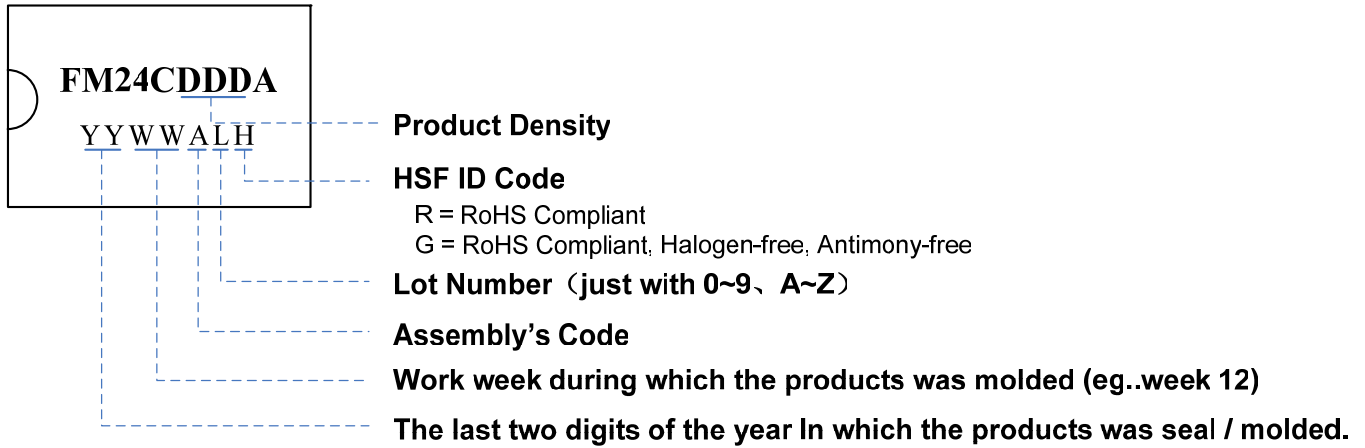 FM24CDDDA
YYWWALH
Product Density
HSF ID Code
R = RoHS Compliant
G = RoHS Compliant, Halogen-free, Antimony-free
Lot Number（just with 0~9、A~Z）
Assembly's Code
Work week during which the products was molded (eg..week 12)
The last two digits of the year In which the products was seal / molded.